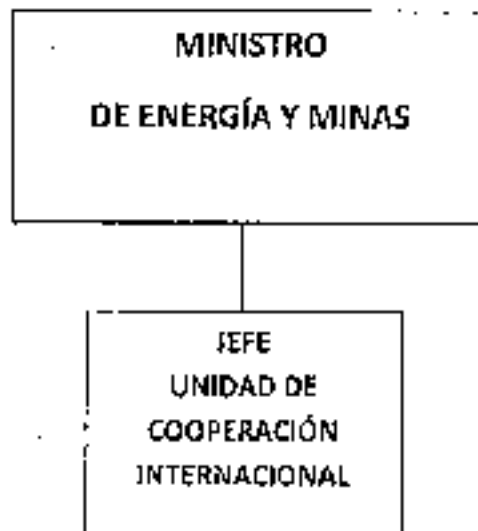 MINISTRO
DE ENERGÍA Y MINAS
JEFE
UNIDAD DE
COOPERACIÓN
INTERNACIONAL